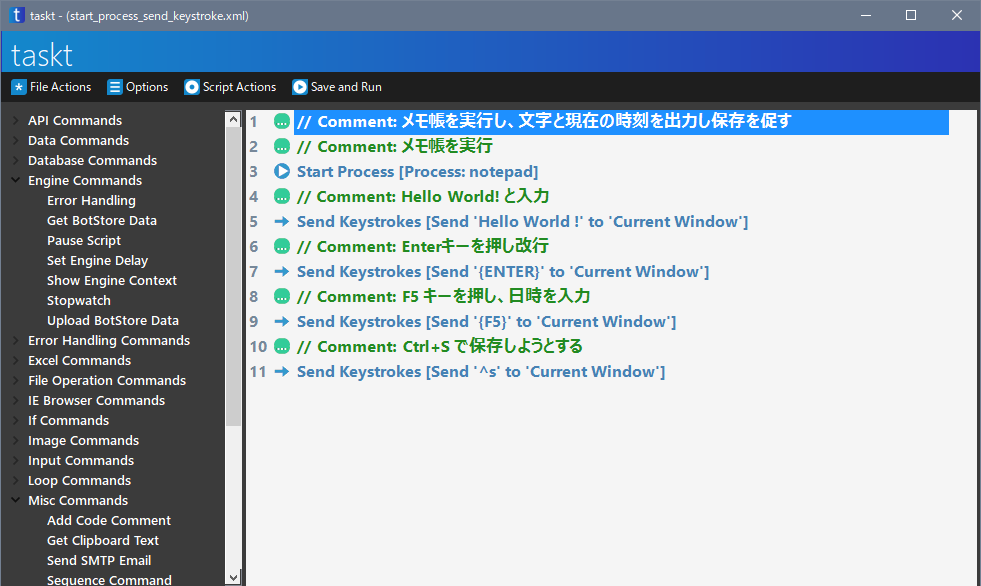 taskt - (start_process_send_keystroke.xml)
taskt
File Actions Options Script Actions Save and Run
API Commands
Data Commands
Database Commands
Engine Commands
Error Handling
Get BotStore Data
Pause Script
Set Engine Delay
Show Engine Context
Stopwatch
Upload BotStore Data
Error Handling Commands
Excel Commands
File Operation Commands
IE Browser Commands
If Commands
Image Commands
Input Commands
Loop Commands
Misc Commands
Add Code Comment
Get Clipboard Text
Send SMTP Email
Sequence Command
1 // Comment: メモ帳を実行し、文字と現在の時刻を出力し保存を促す
2 // Comment: メモ帳を実行
3 Start Process [Process: notepad]
4 // Comment: Hello World! と入力
5 Send Keystrokes [Send 'Hello World !' to 'Current Window']
6 // Comment: Enterキーを押し改行
7 Send Keystrokes [Send '{ENTER}' to 'Current Window']
8 // Comment: F5 キーを押し、日時を入力
9 Send Keystrokes [Send '{F5}' to 'Current Window']
10 // Comment: Ctrl+S で保存しようとする
11 Send Keystrokes [Send '^s' to 'Current Window']